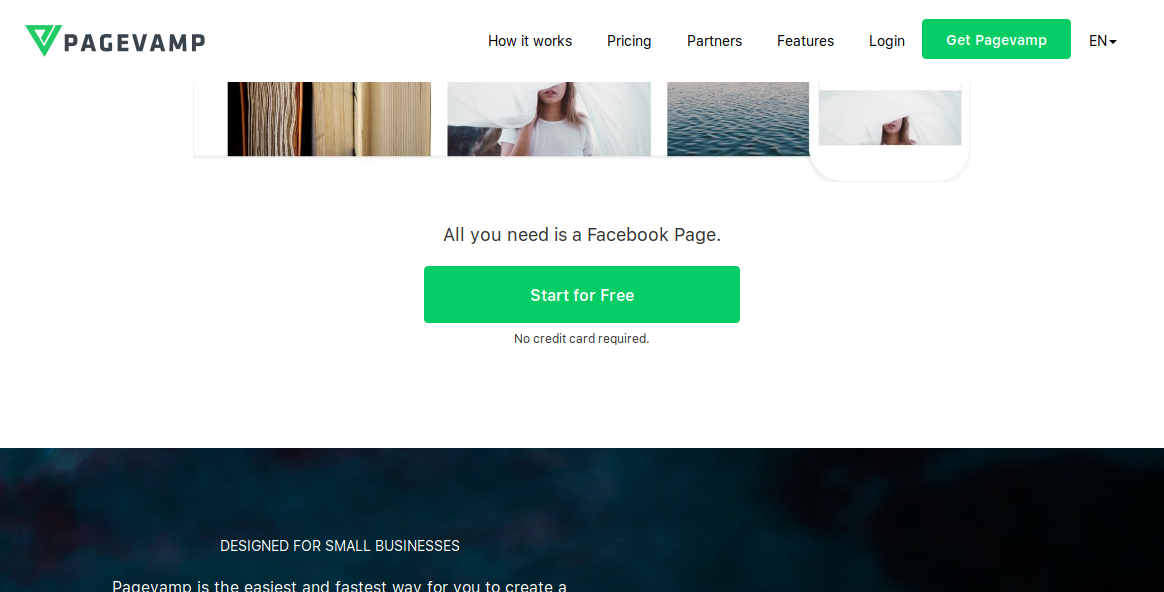 PAGEVAMP
How it works Pricing Partners Features Login Get Pagevamp EN
All you need is a Facebook Page.
Start for Free
No credit card required.
DESIGNED FOR SMALL BUSINESSES
Pagevamp is the easiest and fastest way for you to create a